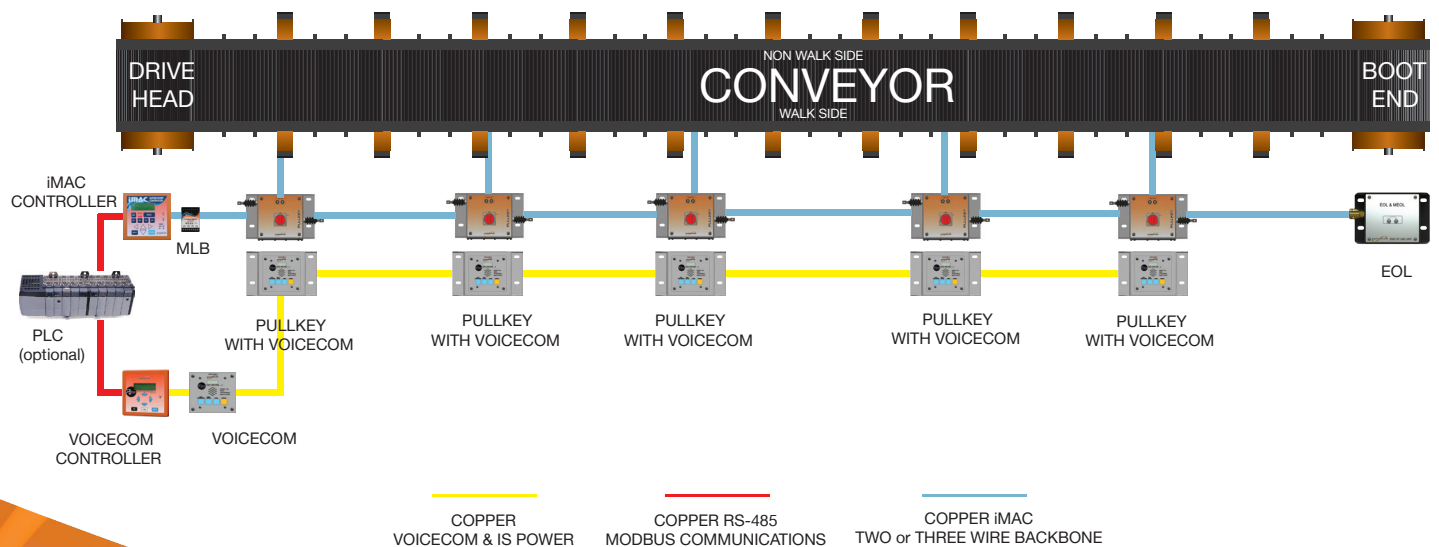 NON WALK SIDE
DRIVE
HEAD
CONVEYOR
BOOT
END
WALK SIDE
iMAC
CONTROLLER
MLB
EOL & MEOL
EOL
PLC
(optional)
PULLKEY
WITH VOICECOM
PULLKEY
WITH VOICECOM
PULLKEY
WITH VOICECOM
PULLKEY
WITH VOICECOM
PULLKEY
WITH VOICECOM
VOICECOM
CONTROLLER
VOICECOM
COPPER
VOICECOM & IS POWER
COPPER RS-485
MODBUS COMMUNICATIONS
COPPER iMAC
TWO or THREE WIRE BACKBONE